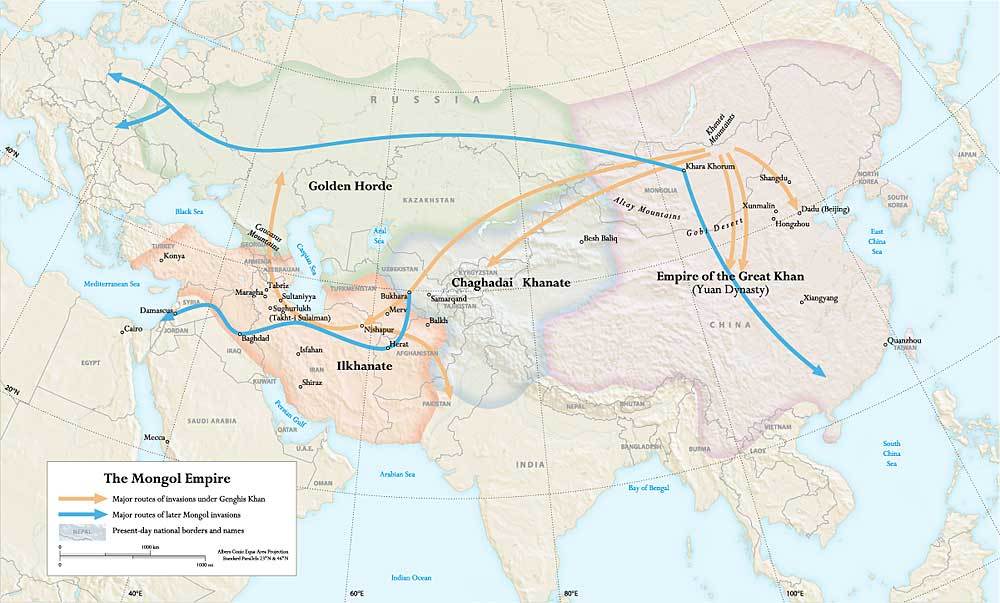 RUSSIA
Khentei
Mountains
40°N
JAPAN
Khara Khorum
Shangdu
NORTH
KOREA
Golden Horde
MONGOLIA
SOUTH
KOREA
KAZAKHSTAN
Altay Mountains
Xunmalin
Dadu (Beijing)
Black Sea
Gobi Desert
Hongzhou
Caucasus
Mountains
Aral
Sea
Besh Baliq
East
China
Sea
TURKEY
GEORGIA
Caspian Sea
Konya
ARMENIA
AZERBAIJAN
UZBEKISTAN
KYRGYZSTAN
Empire of the Great Khan
(Yuan Dynasty)
Mediterranean Sea
Tabriz
TURKMENISTAN
Chaghadai Khanate
Maragha
Sultaniyya
Bukhara
Samarqand
TAJIKISTAN
Xiangyang
SYRIA
Sughurlukh
(Takht-i Sulaiman)
Merv
Damascus
Balkh
CHINA
Cairo
JORDAN
Nishapur
Baghdad
Herat
Quanzhou
TAIWAN
Isfahan
AFGHANISTAN
EGYPT
IRAQ
IRAN
Ilkhanate
KUWAIT
Shiraz
20°N
PAKISTAN
NEPAL
BHUTAN
Persian Gulf
SAUDI ARABIA
QATAR
VIETNAM
Mecca
U.A.E.
BANGLADESH
BURMA
LAOS
South
China
Sea
INDIA
Arabian Sea
OMAN
Bay of Bengal
The Mongol Empire
Major routes of invasions under Genghis Khan
Major routes of later Mongol invasions
NEPAL
Present-day national borders and names
0 1000 km
0 1000 mi
Albers Conic Equal Area Projection
Standard Parallels 23°N & 46°N
Indian Ocean
40°E
60°E
80°E
100°E